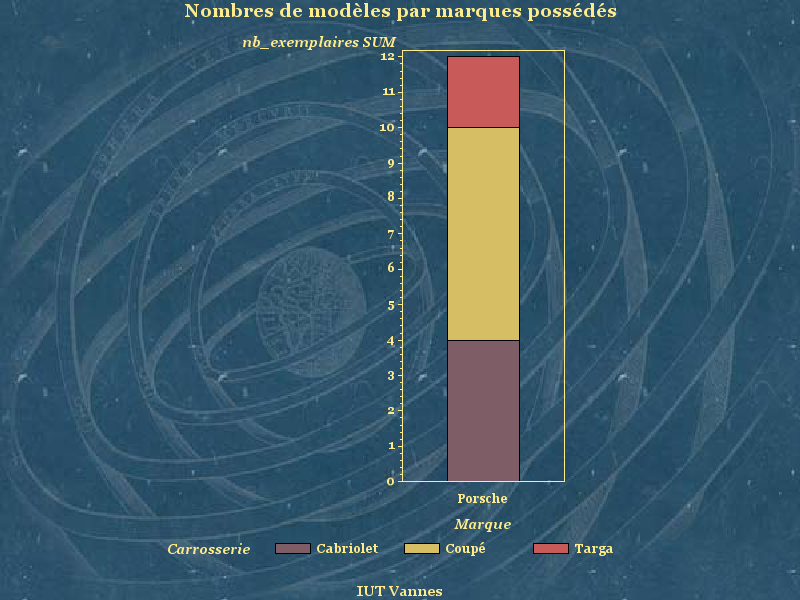 Nombres de modèles par marques possédés
nb_exemplaires SUM
12
11
10
9
8
7
6
5
4
3
2
1
0
Porsche
Marque
Carrosserie Cabriolet Coupé Targa
IUT Vannes